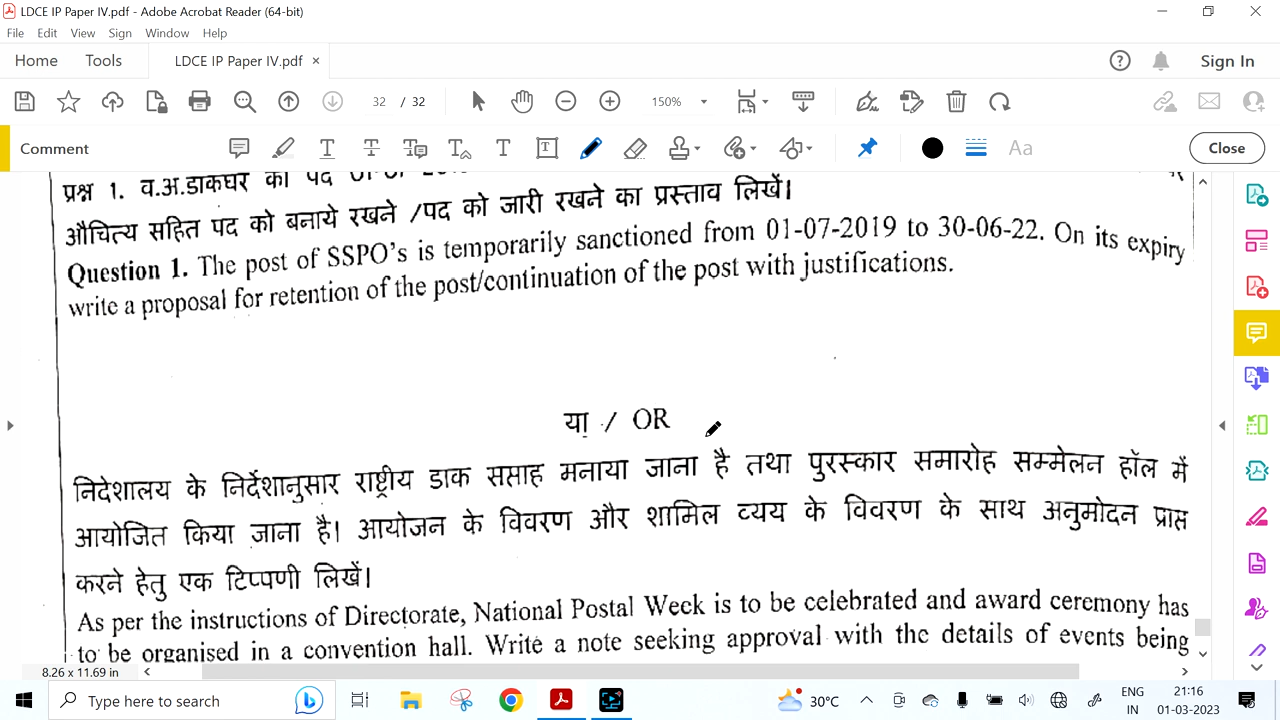 LDCE IP Paper IV.pdf - Adobe Acrobat Reader (64-bit)
File Edit View Sign Window Help
Home Tools LDCE IP Paper IV.pdf × Sign In
32 / 32 150%
Comment T T T T Aa Close
प्रश्न 1. व.अ.डाकघर का पद
औचित्य सहित पद को बनाये रखने /पद को जारी रखने का प्रस्ताव लिखें।
Question 1. The post of SSPO's is temporarily sanctioned from 01-07-2019 to 30-06-22. On its expiry
write a proposal for retention of the post/continuation of the post with justifications.
या / OR
निदेशालय के निर्देशानुसार राष्ट्रीय डाक सप्ताह मनाया जाना है तथा पुरस्कार समारोह सम्मेलन हॉल में
आयोजित किया जाना है। आयोजन के विवरण और शामिल व्यय के विवरण के साथ अनुमोदन प्राप्त
करने हेतु एक टिप्पणी लिखें।
As per the instructions of Directorate, National Postal Week is to be celebrated and award ceremony has
to be organised in a convention hall. Write a note seeking approval with the details of events being
8.26 x 11.69 in
Type here to search 30°C ENG 21:16
IN 01-03-2023